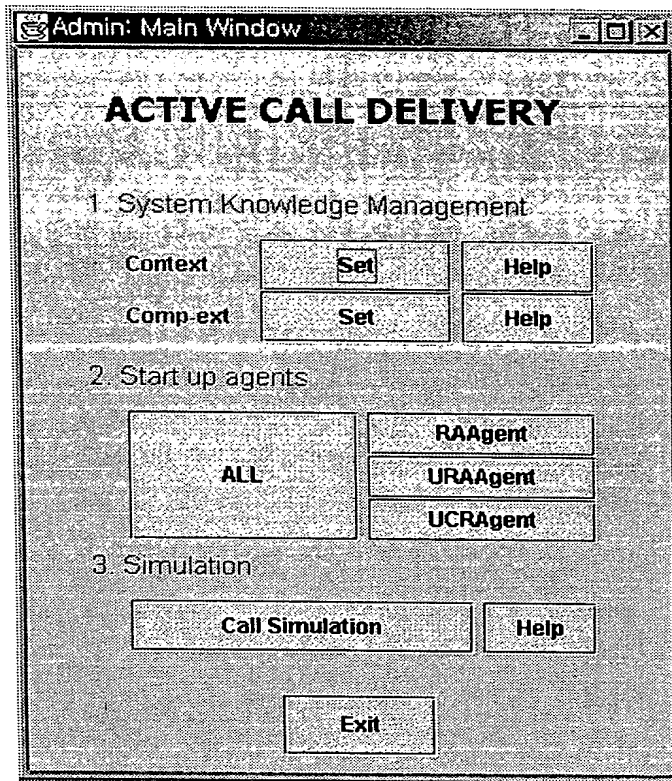 Admin: Main Window
ACTIVE CALL DELIVERY
1. System Knowledge Management
Context Set Help
Comp-ext Set Help
2. Start up agents
ALL
RAAgent
URAAgent
UCRAgent
3. Simulation
Call Simulation Help
Exit